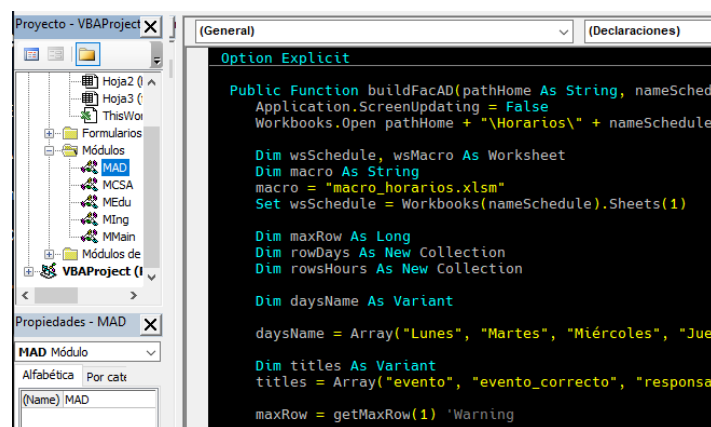 Proyecto - VBAProject
Hoja2 (
Hoja3 (
ThisWor
Formularios
Módulos
MAD
MCSA
MEdu
MIng
MMain
Módulos de
VBAProject (
Propiedades - MAD
MAD Módulo
Alfabética Por cate
(Name) MAD
(General) (Declaraciones)
Option Explicit
Public Function buildFacAD(pathHome As String, nameSched
Application.ScreenUpdating = False
Workbooks.Open pathHome + "\Horarios\" + nameSchedule
Dim wsSchedule, wsMacro As Worksheet
Dim macro As String
macro = "macro_horarios.xlsm"
Set wsSchedule = Workbooks(nameSchedule).Sheets(1)
Dim maxRow As Long
Dim rowDays As New Collection
Dim rowsHours As New Collection
Dim daysName As Variant
daysName = Array("Lunes", "Martes", "Miércoles", "Jue
Dim titles As Variant
titles = Array("evento", "evento_correcto", "responsa
maxRow = getMaxRow(1) 'Warning